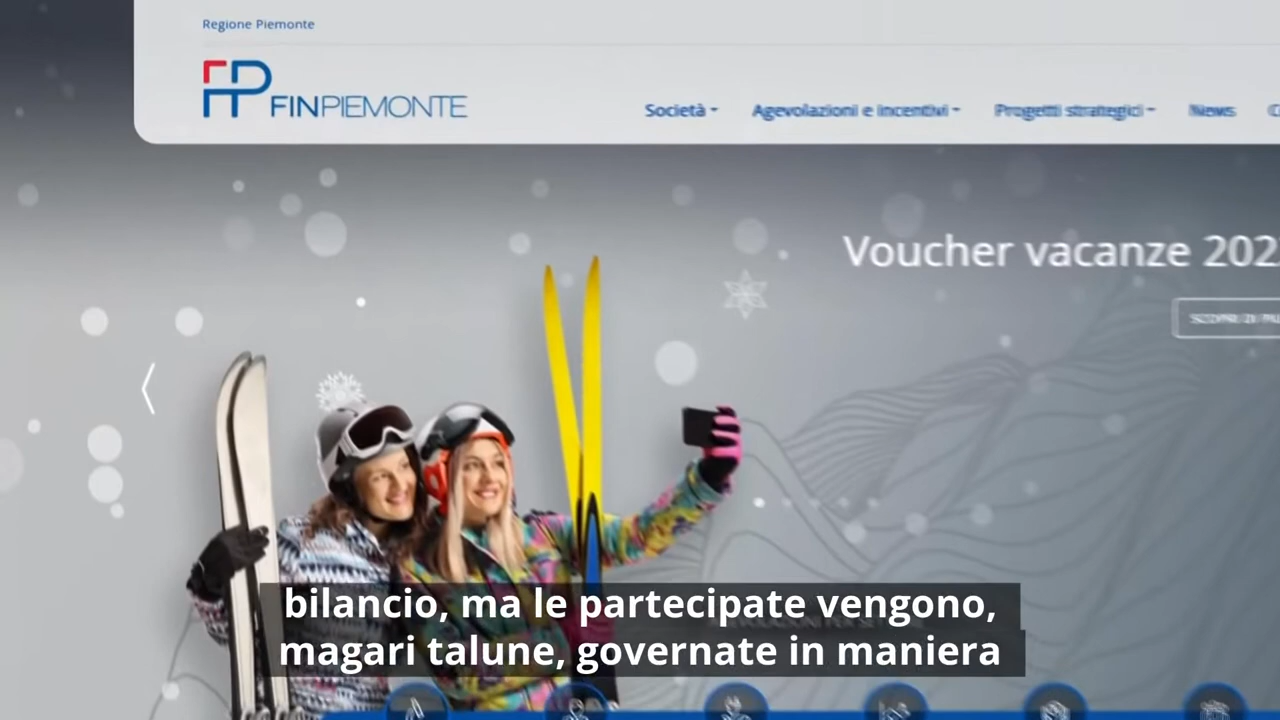 Regione Piemonte
FINPIEMONTE
Società
Agevolazioni e incentivi
Progetti strategici
News
Voucher vacanze 202
bilancio, ma le partecipate vengono,
magari talune, governate in maniera